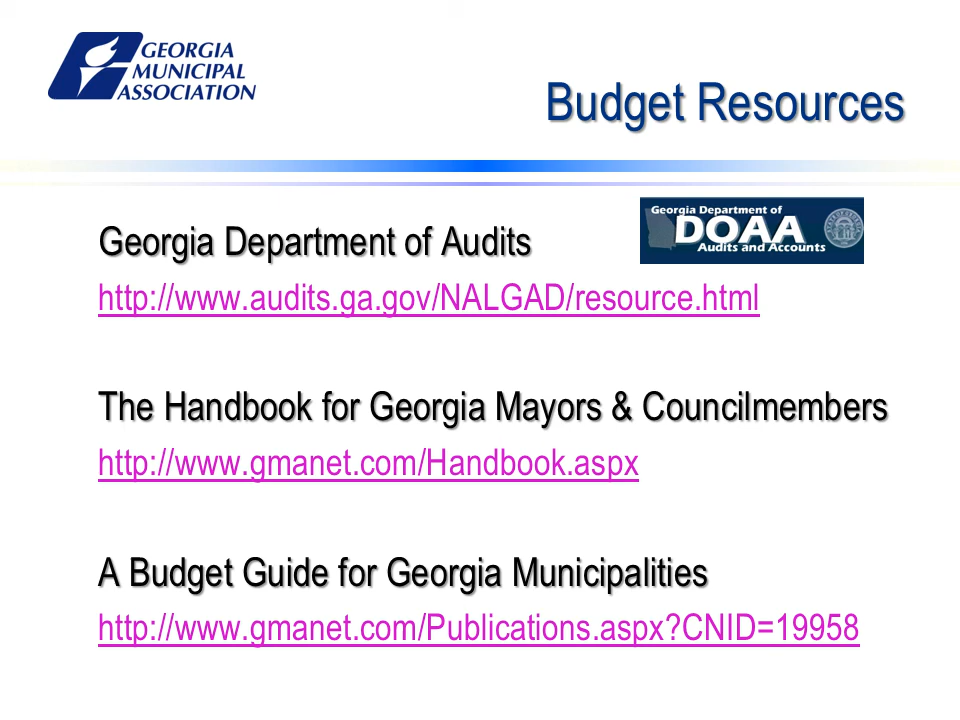 GEORGIA
MUNICIPAL
ASSOCIATION
Budget Resources
Georgia Department of
DOAA
Audits and Accounts
Georgia Department of Audits
http://www.audits.ga.gov/NALGAD/resource.html
The Handbook for Georgia Mayors & Councilmembers
http://www.gmanet.com/Handbook.aspx
A Budget Guide for Georgia Municipalities
http://www.gmanet.com/Publications.aspx?CNID=19958